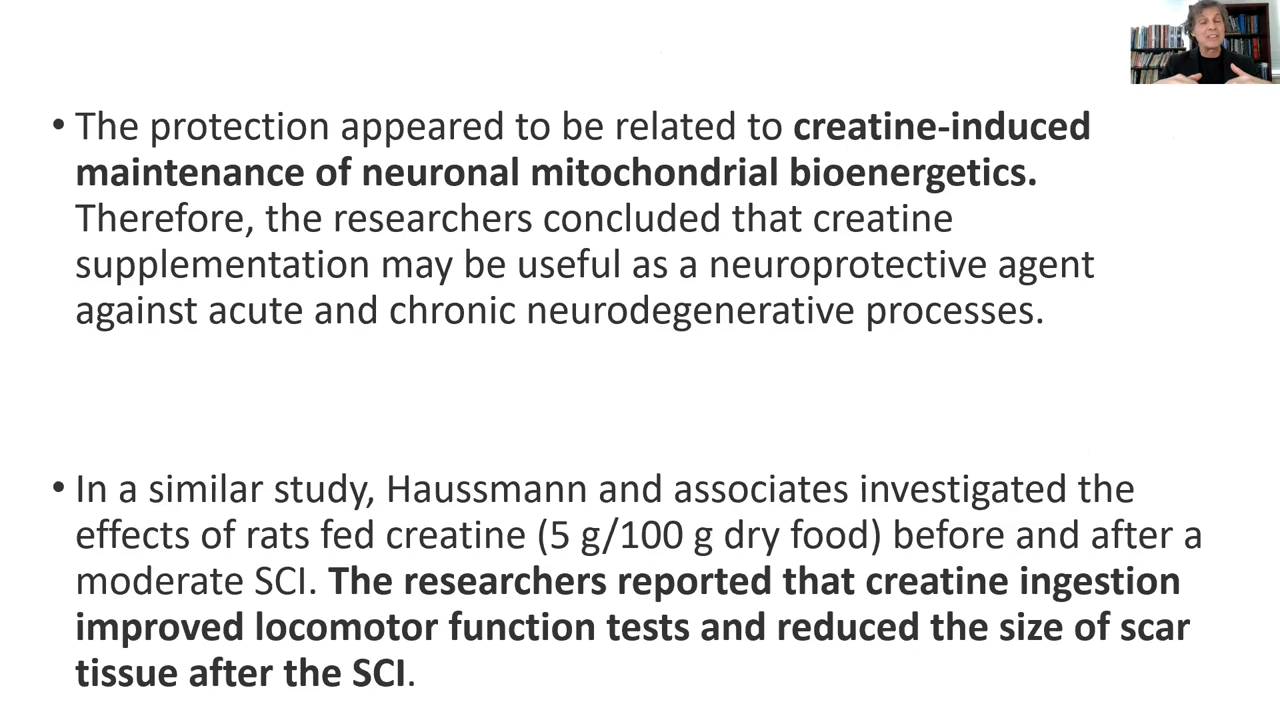 • The protection appeared to be related to creatine-induced
maintenance of neuronal mitochondrial bioenergetics.
Therefore, the researchers concluded that creatine
supplementation may be useful as a neuroprotective agent
against acute and chronic neurodegenerative processes.
• In a similar study, Haussmann and associates investigated the
effects of rats fed creatine (5 g/100 g dry food) before and after a
moderate SCI. The researchers reported that creatine ingestion
improved locomotor function tests and reduced the size of scar
tissue after the SCI.